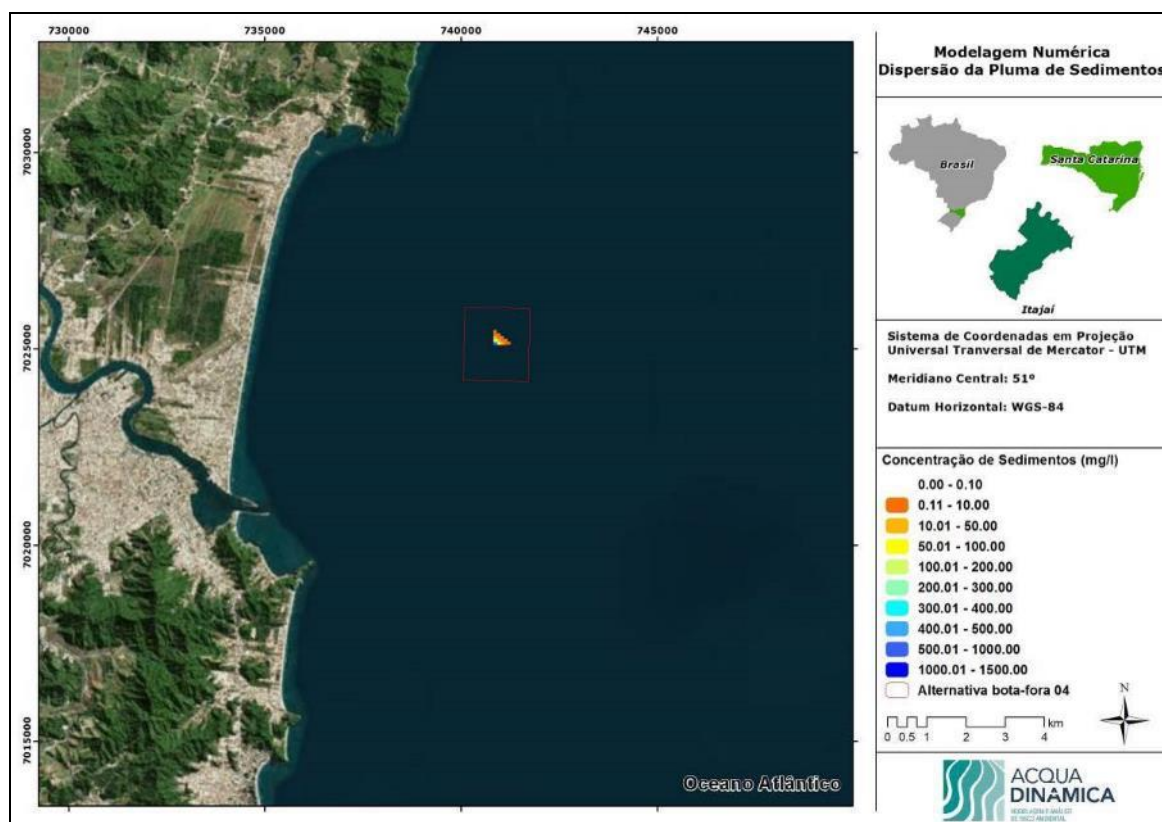 730000
735000
740000
745000
7030000
7025000
7020000
7015000
Oceano Atlântico
Modelagem Numérica
Dispersão da Pluma de Sedimentos
Brasil
Santa Catarina
Itajaí
Sistema de Coordenadas em Projeção
Universal Tranversal de Mercator - UTM
Meridiano Central: 51º
Datum Horizontal: WGS-84
Concentração de Sedimentos (mg/l)
0.00 - 0.10
0.11 - 10.00
10.01 - 50.00
50.01 - 100.00
100.01 - 200.00
200.01 - 300.00
300.01 - 400.00
400.01 - 500.00
500.01 - 1000.00
1000.01 - 1500.00
Alternativa bota-fora 04
N
km
0 0.5 1 2 3 4
ACQUA
DINÂMICA